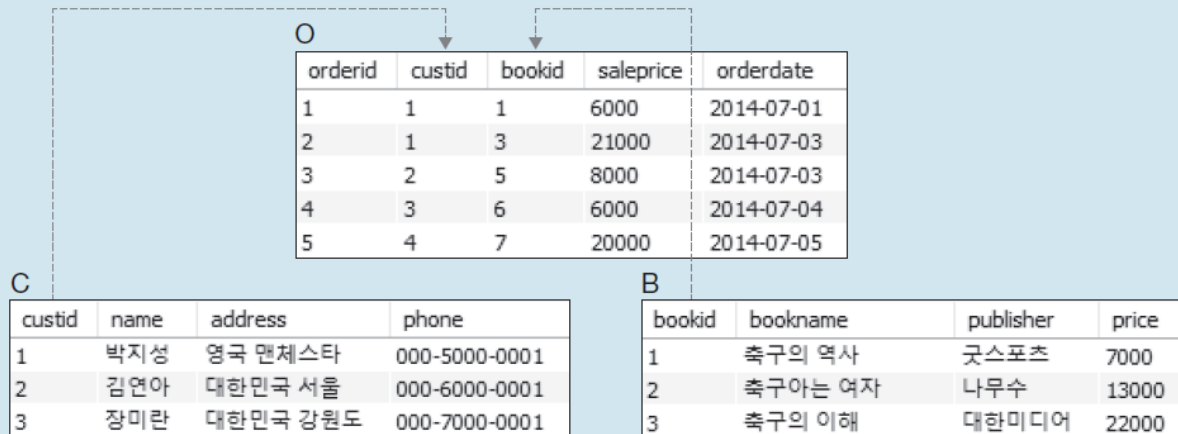 O
orderid custid bookid saleprice orderdate
1 1 1 6000 2014-07-01
2 1 3 21000 2014-07-03
3 2 5 8000 2014-07-03
4 3 6 6000 2014-07-04
5 4 7 20000 2014-07-05
C
custid name address phone
1 박지성 영국 맨체스타 000-5000-0001
2 김연아 대한민국 서울 000-6000-0001
3 장미란 대한민국 강원도 000-7000-0001
B
bookid bookname publisher price
1 축구의 역사 굿스포츠 7000
2 축구아는 여자 나무수 13000
3 축구의 이해 대한미디어 22000